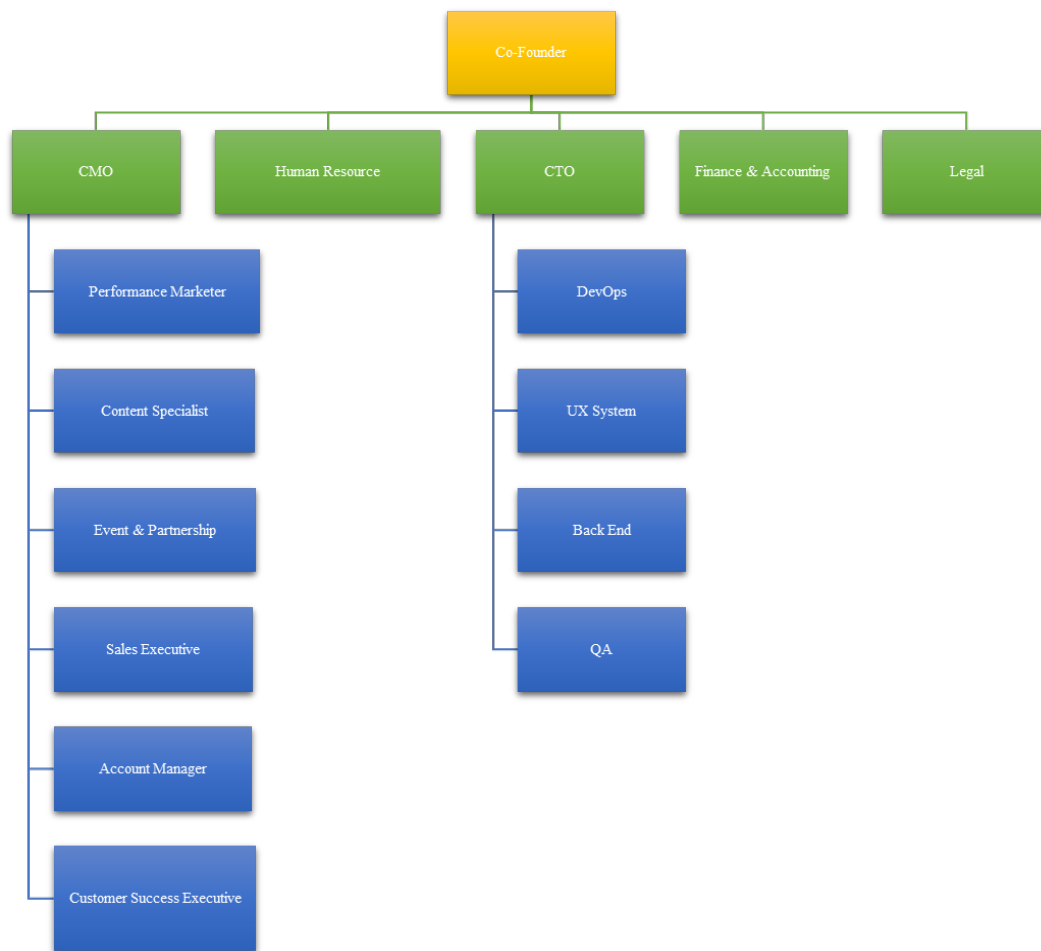 Co-Founder
CMO
Human Resource
CTO
Finance & Accounting
Legal
Performance Marketer
DevOps
Content Specialist
UX System
Event & Partnership
Back End
Sales Executive
QA
Account Manager
Customer Success Executive